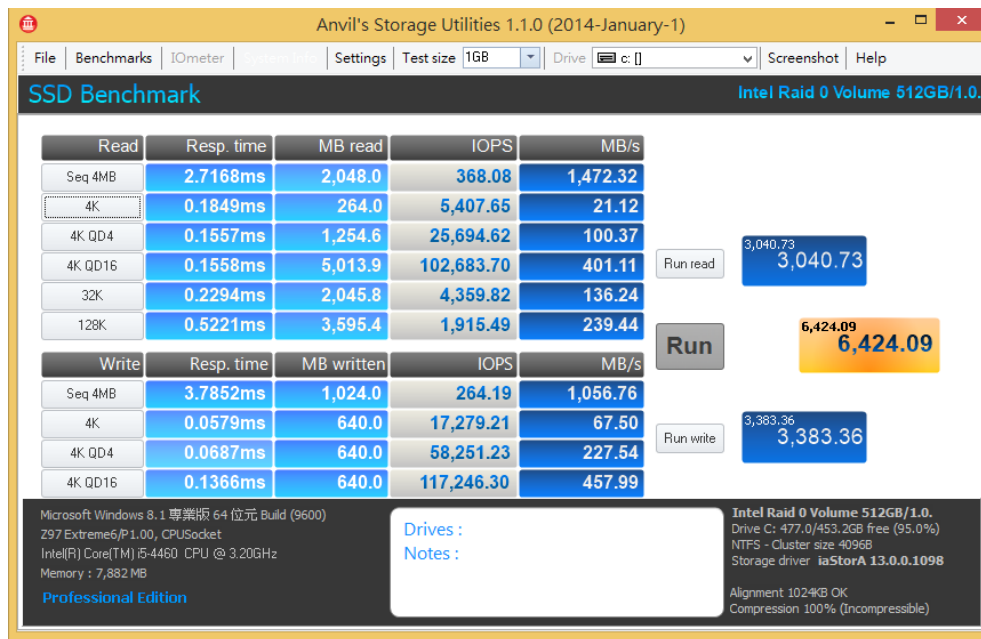 Anvil's Storage Utilities 1.1.0 (2014-January-1)
File Benchmarks IOmeter System Info Settings Test size 1GB Drive c: [] Screenshot Help
SSD Benchmark Intel Raid 0 Volume 512GB/1.0.
Read Resp. time MB read IOPS MB/s
Seq 4MB 2.7168ms 2,048.0 368.08 1,472.32
4K 0.1849ms 264.0 5,407.65 21.12
4K QD4 0.1557ms 1,254.6 25,694.62 100.37
4K QD16 0.1558ms 5,013.9 102,683.70 401.11
32K 0.2294ms 2,045.8 4,359.82 136.24
128K 0.5221ms 3,595.4 1,915.49 239.44
Run read 3,040.73
3,040.73
Run 6,424.09
6,424.09
Write Resp. time MB written IOPS MB/s
Seq 4MB 3.7852ms 1,024.0 264.19 1,056.76
4K 0.0579ms 640.0 17,279.21 67.50
4K QD4 0.0687ms 640.0 58,251.23 227.54
4K QD16 0.1366ms 640.0 117,246.30 457.99
Run write 3,383.36
3,383.36
Microsoft Windows 8.1 專業版 64 位元 Build (9600)
Z97 Extreme6/P1.00, CPUSocket
Intel(R) Core(TM) i5-4460 CPU @ 3.20GHz
Memory : 7,882 MB
Professional Edition
Drives :
Notes :
Intel Raid 0 Volume 512GB/1.0.
Drive C: 477.0/453.2GB free (95.0%)
NTFS - Cluster size 4096B
Storage driver iaStorA 13.0.0.1098
Alignment 1024KB OK
Compression 100% (Incompressible)